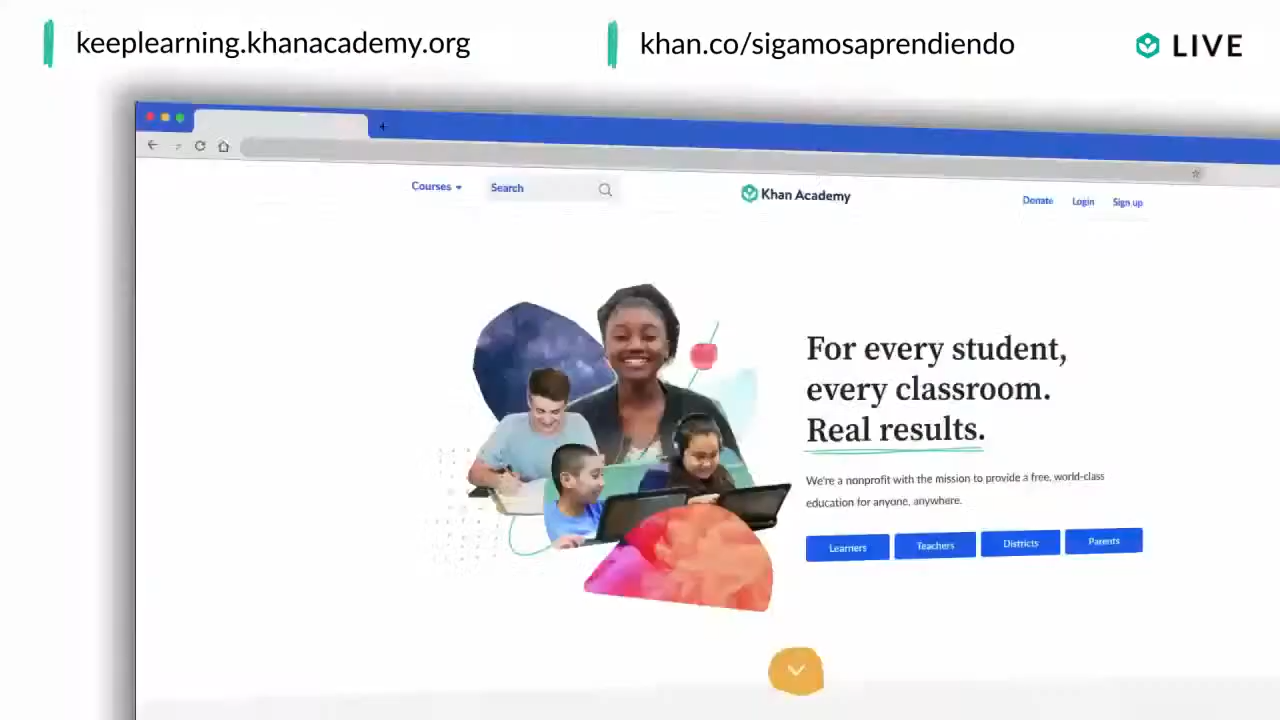 keeplearning.khanacademy.org
khan.co/sigamosaprendiendo
LIVE
Courses
Search
Khan Academy
Donate
Login
Sign up
For every student,
every classroom.
Real results.
We're a nonprofit with the mission to provide a free, world-class
education for anyone, anywhere.
Learners
Teachers
Districts
Parents